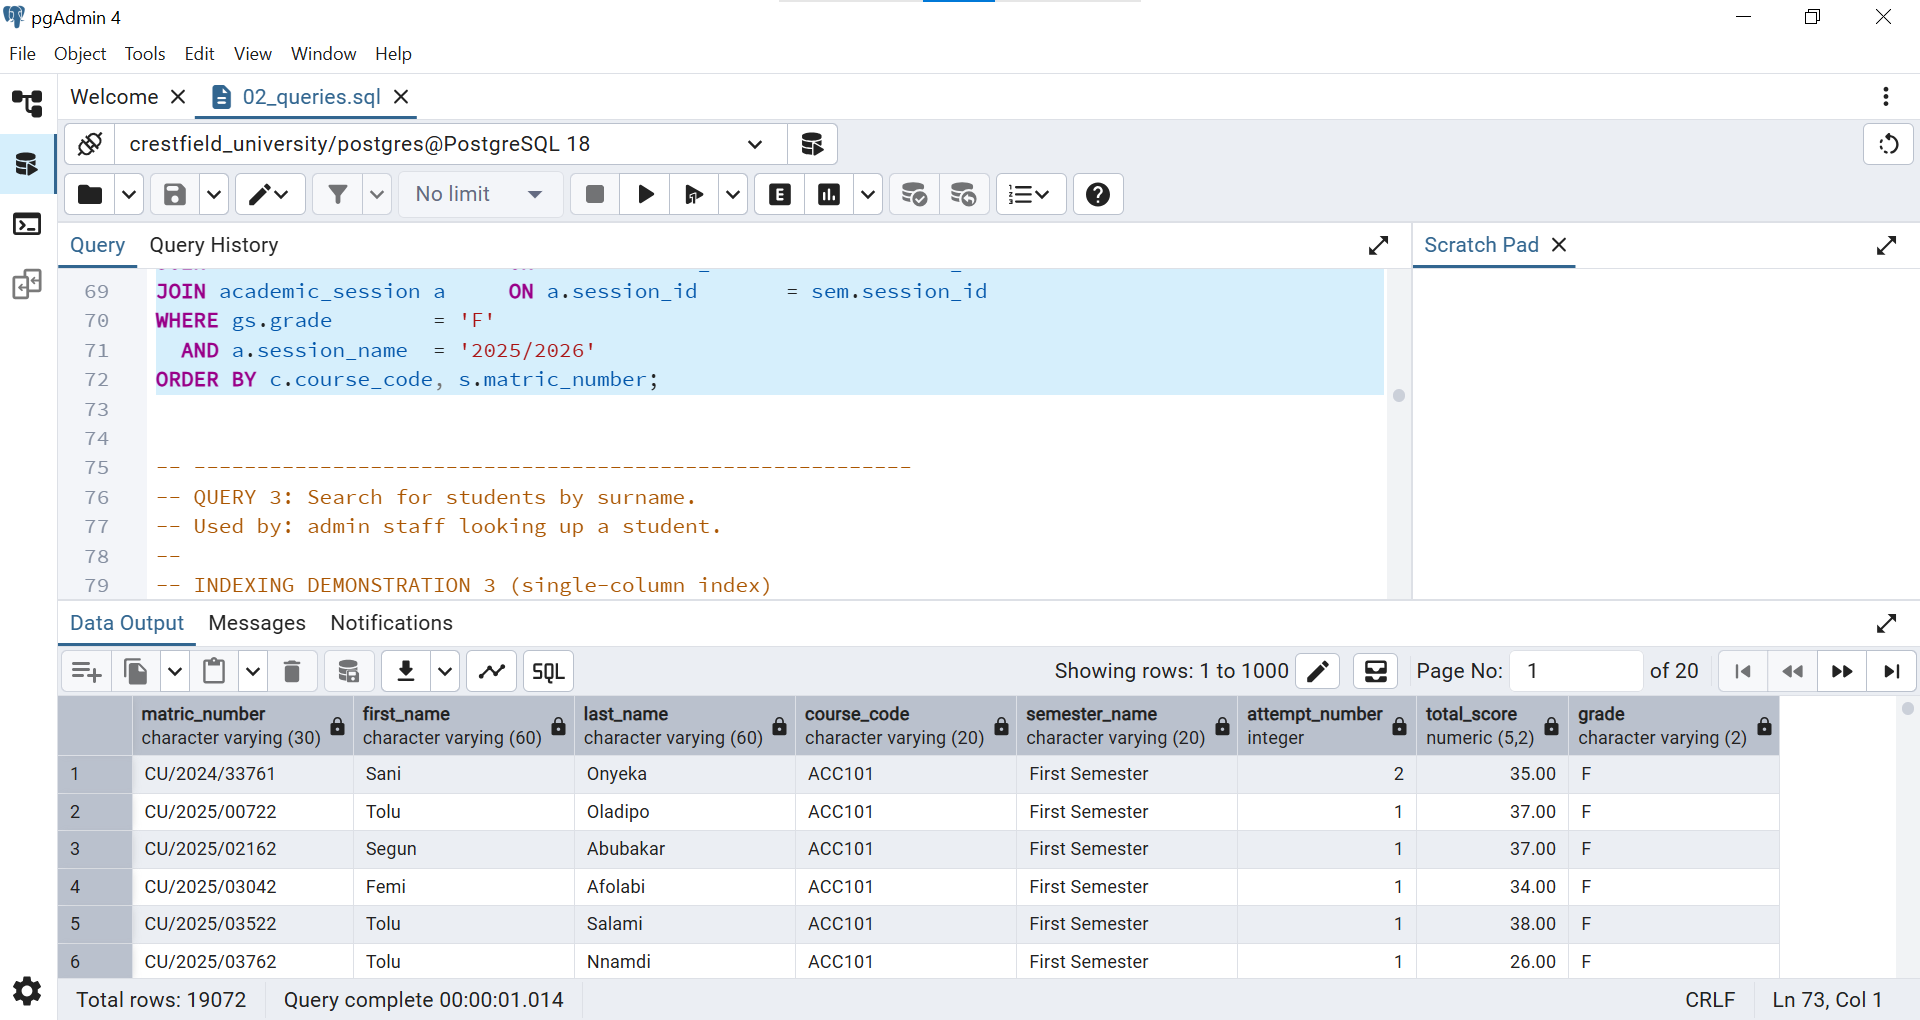 pgAdmin 4
File Object Tools Edit View Window Help
Welcome 02_queries.sql
crestfield_university/postgres@PostgreSQL 18
No limit
E
Query Query History Scratch Pad
69 JOIN academic_session a ON a.session_id = sem.session_id
70 WHERE gs.grade = 'F'
71 AND a.session_name = '2025/2026'
72 ORDER BY c.course_code, s.matric_number;
73
74
75 -- ---------------------------------------------------------
76 -- QUERY 3: Search for students by surname.
77 -- Used by: admin staff looking up a student.
78 --
79 -- INDEXING DEMONSTRATION 3 (single-column index)
Data Output Messages Notifications
SQL Showing rows: 1 to 1000 Page No: 1 of 20
matric_number first_name last_name course_code semester_name attempt_number total_score grade
character varying (30) character varying (60) character varying (60) character varying (20) character varying (20) integer numeric (5,2) character varying (2)
1 CU/2024/33761 Sani Onyeka ACC101 First Semester 2 35.00 F
2 CU/2025/00722 Tolu Oladipo ACC101 First Semester 1 37.00 F
3 CU/2025/02162 Segun Abubakar ACC101 First Semester 1 37.00 F
4 CU/2025/03042 Femi Afolabi ACC101 First Semester 1 34.00 F
5 CU/2025/03522 Tolu Salami ACC101 First Semester 1 38.00 F
6 CU/2025/03762 Tolu Nnamdi ACC101 First Semester 1 26.00 F
Total rows: 19072 Query complete 00:00:01.014 CRLF Ln 73, Col 1